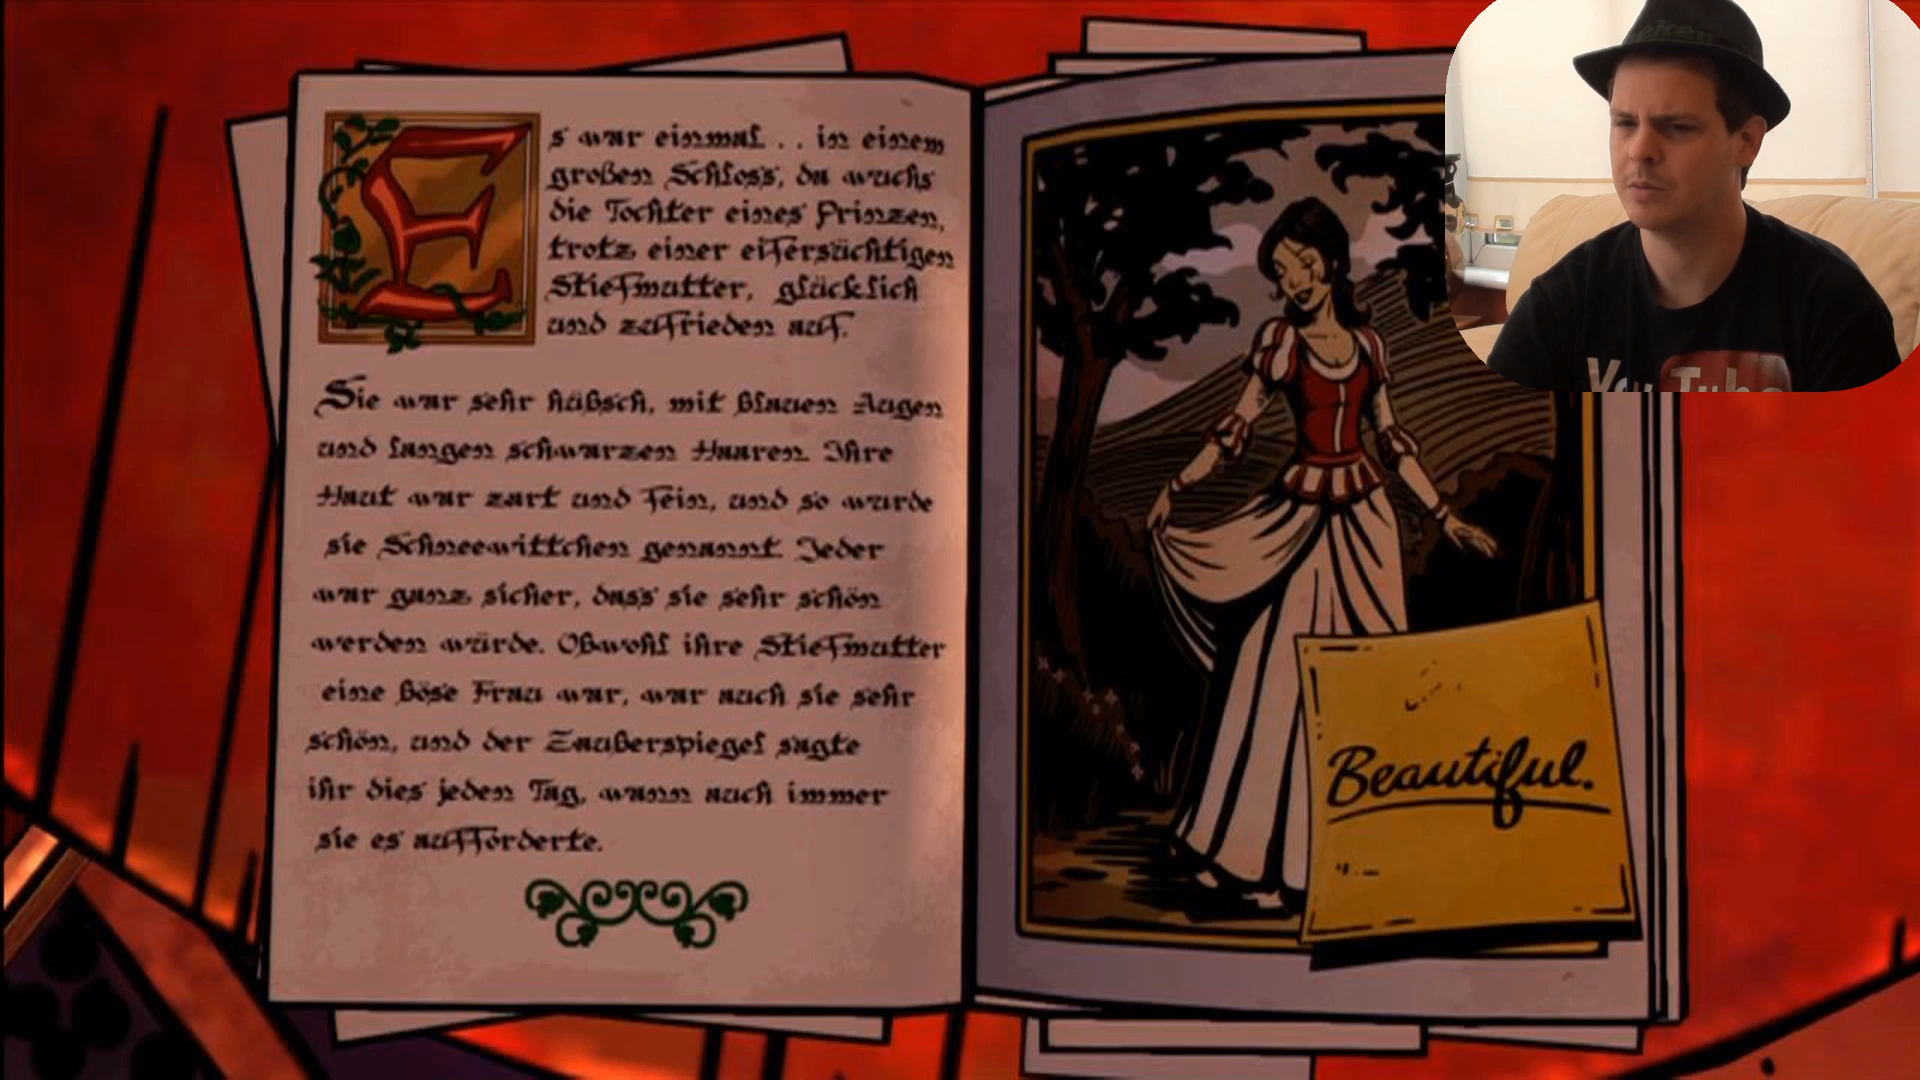 Es war einmal . . in einem
großen Schloss, da wuchs
die Tochter eines Prinzen,
trotz einer eifersüchtigen
Stiefmutter, glücklich
und zufrieden auf.
Sie war sehr hübsch, mit blauen Augen
und langen schwarzen Haaren. Ihre
Haut war zart und fein, und so wurde
sie Schneewittchen genannt. Jeder
war ganz sicher, dass sie sehr schön
werden würde. Obwohl ihre Stiefmutter
eine böse Frau war, war auch sie sehr
schön, und der Zauberspiegel sagte
ihr dies jeden Tag, wann auch immer
sie es aufforderte.
Beautiful.
YouTube